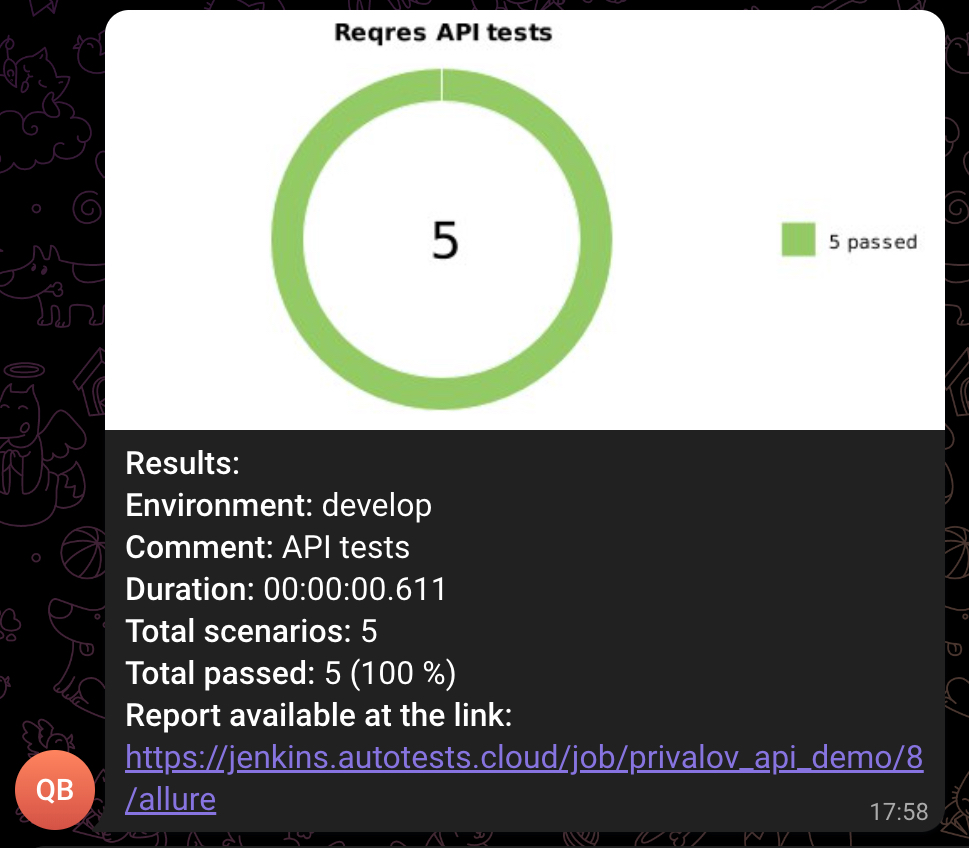 Reqres API tests
5
5 passed
Results:
Environment: develop
Comment: API tests
Duration: 00:00:00.611
Total scenarios: 5
Total passed: 5 (100 %)
Report available at the link:
https://jenkins.autotests.cloud/job/privalov_api_demo/8
/allure
QB
17:58